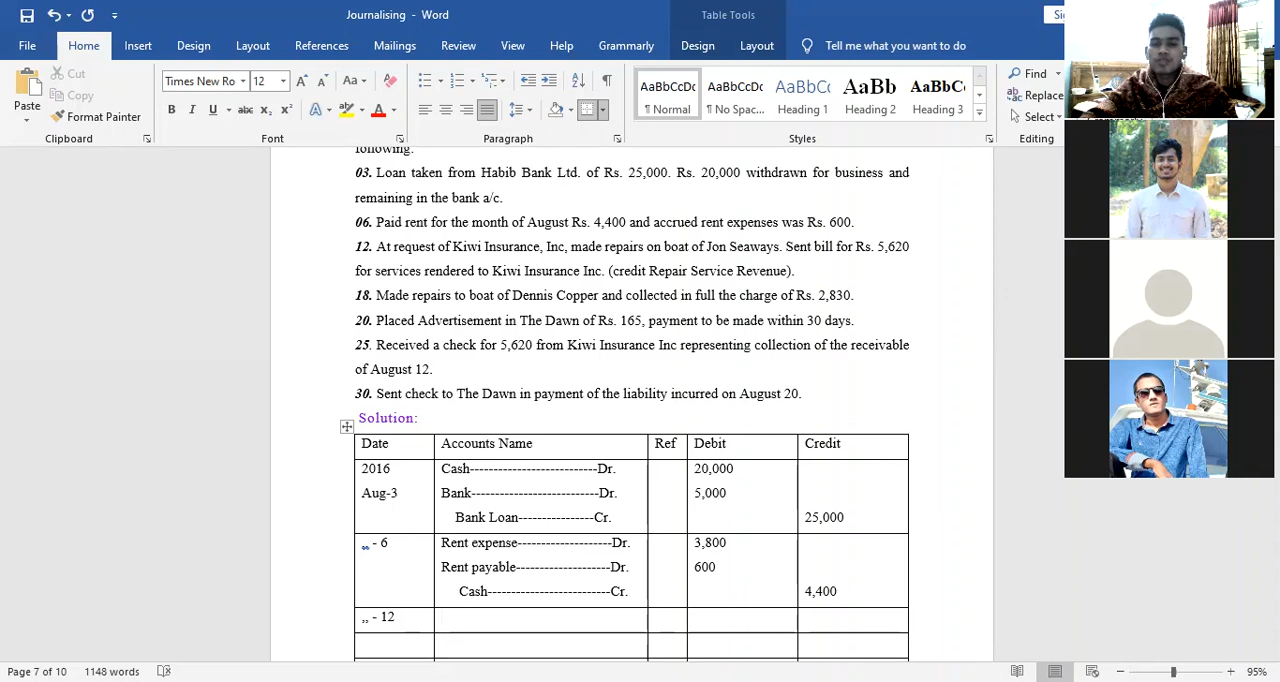 Journalising - Word
Table Tools
File Home Insert Design Layout References Mailings Review View Help Grammarly Design Layout Tell me what you want to do
Cut
Copy
Paste
Format Painter
Times New Ro 12
Aa
B I U abc x₂ x² A A
AaBbCcDc AaBbCcDc AaBbCc AaBb AaBbCc
¶ Normal ¶ No Spac... Heading 1 Heading 2 Heading 3
Find
Replace
Select
Clipboard Font Paragraph Styles Editing
following:
03. Loan taken from Habib Bank Ltd. of Rs. 25,000. Rs. 20,000 withdrawn for business and
remaining in the bank a/c.
06. Paid rent for the month of August Rs. 4,400 and accrued rent expenses was Rs. 600.
12. At request of Kiwi Insurance, Inc, made repairs on boat of Jon Seaways. Sent bill for Rs. 5,620
for services rendered to Kiwi Insurance Inc. (credit Repair Service Revenue).
18. Made repairs to boat of Dennis Copper and collected in full the charge of Rs. 2,830.
20. Placed Advertisement in The Dawn of Rs. 165, payment to be made within 30 days.
25. Received a check for 5,620 from Kiwi Insurance Inc representing collection of the receivable
of August 12.
30. Sent check to The Dawn in payment of the liability incurred on August 20.
Solution:
Date Accounts Name Ref Debit Credit
2016 Cash---------------------------Dr. 20,000
Aug-3 Bank---------------------------Dr. 5,000
Bank Loan----------------Cr. 25,000
,, - 6 Rent expense--------------------Dr. 3,800
Rent payable--------------------Dr. 600
Cash--------------------------Cr. 4,400
,, - 12
Page 7 of 10 1148 words 95%